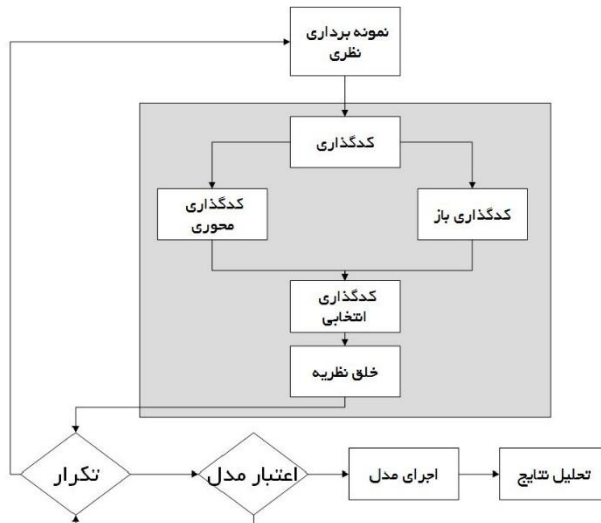 نمونه برداری
نظری
کدگذاری
کدگذاری باز
کدگذاری
محوری
کدگذاری
انتخابی
خلق نظریه
تکرار
اعتبار مدل
اجرای مدل
تحلیل نتایج